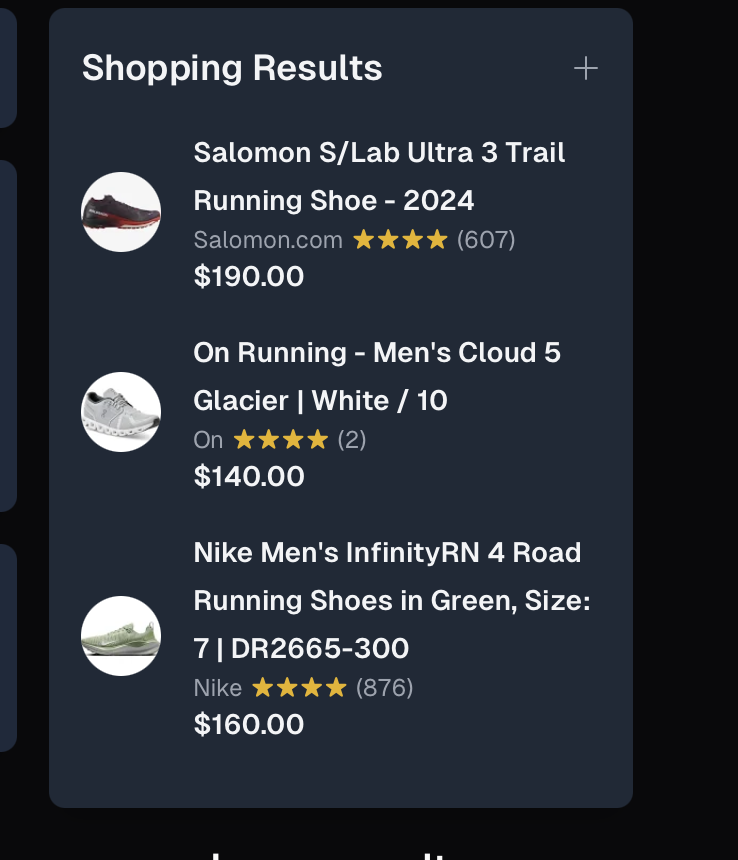 Shopping Results
Salomon S/Lab Ultra 3 Trail
Running Shoe - 2024
Salomon.com ★★★★ (607)
$190.00
On Running - Men's Cloud 5
Glacier | White / 10
On ★★★★ (2)
$140.00
Nike Men's InfinityRN 4 Road
Running Shoes in Green, Size:
7 | DR2665-300
Nike ★★★★ (876)
$160.00